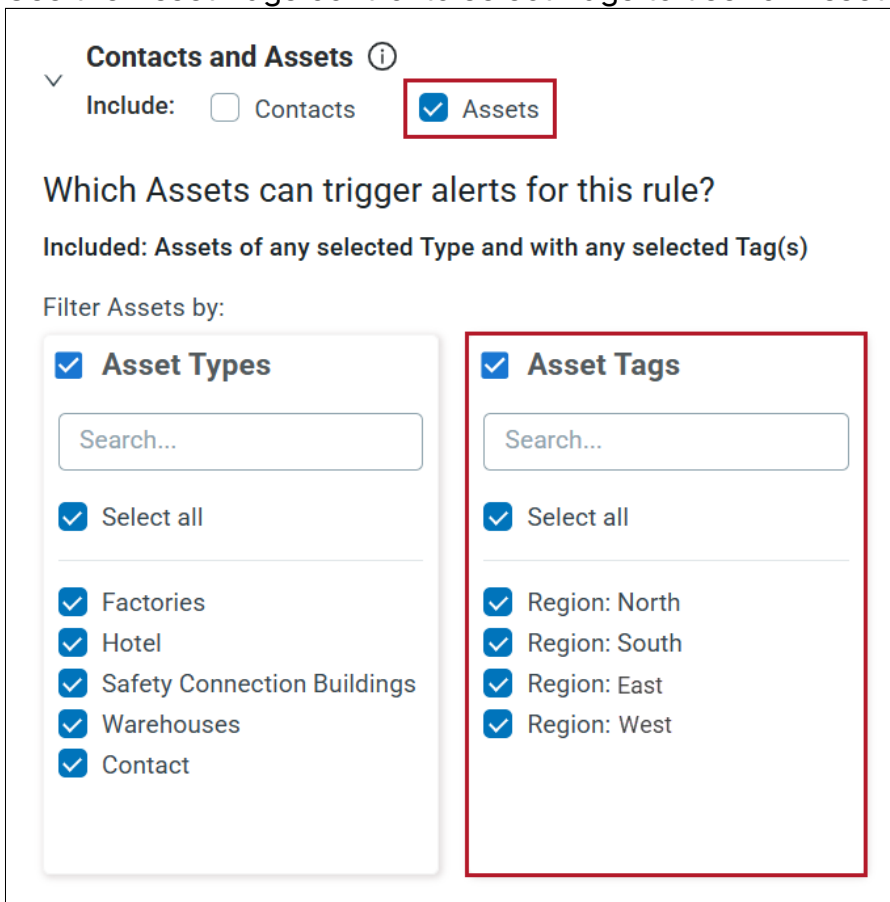 Contacts and Assets
Include: Contacts Assets
Which Assets can trigger alerts for this rule?
Included: Assets of any selected Type and with any selected Tag(s)
Filter Assets by:
Asset Types
Search...
Select all
Factories
Hotel
Safety Connection Buildings
Warehouses
Contact
Asset Tags
Search...
Select all
Region: North
Region: South
Region: East
Region: West